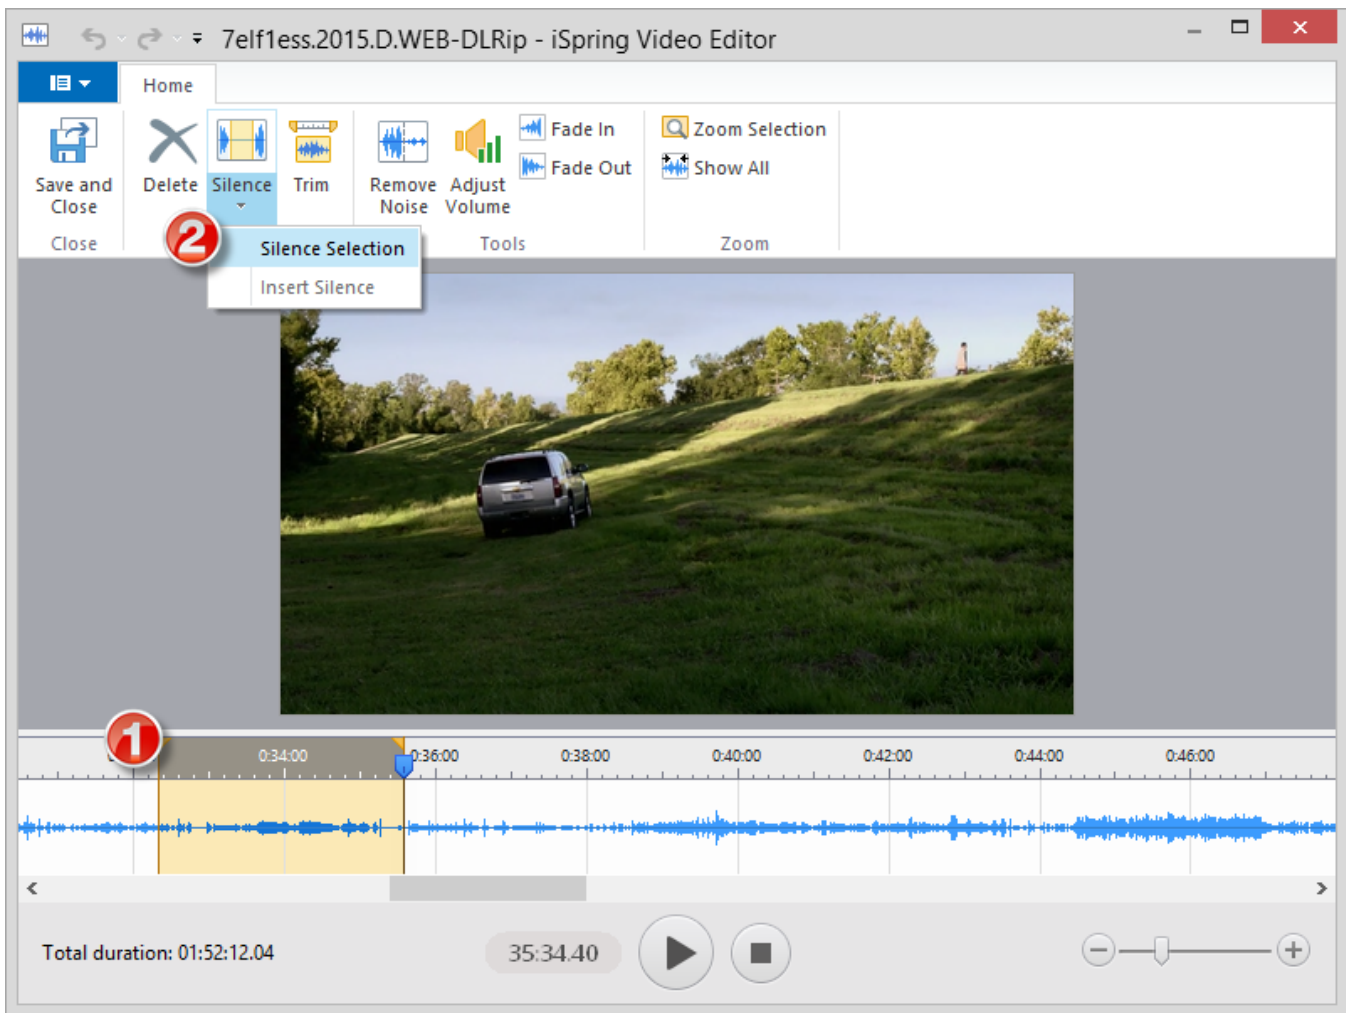 7elf1ess.2015.D.WEB-DLRip - iSpring Video Editor
Home
Save and
Close
Delete
Silence
Trim
Remove
Noise
Adjust
Volume
Fade In
Fade Out
Zoom Selection
Show All
Close
Tools
Zoom
2
Silence Selection
Insert Silence
1
0:34:00
0:36:00
0:38:00
0:40:00
0:42:00
0:44:00
0:46:00
Total duration: 01:52:12.04
35:34.40